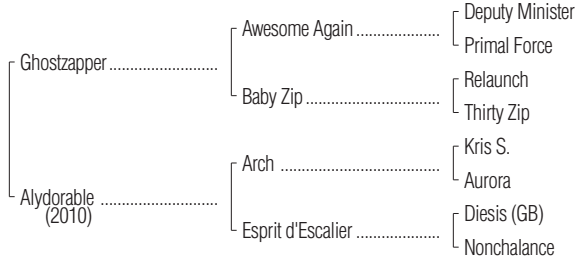 Deputy Minister
Awesome Again
Primal Force
Ghostzapper
Relaunch
Baby Zip
Thirty Zip
Kris S.
Arch
Aurora
Alydorable
(2010)
Diesis (GB)
Esprit d'Escalier
Nonchalance